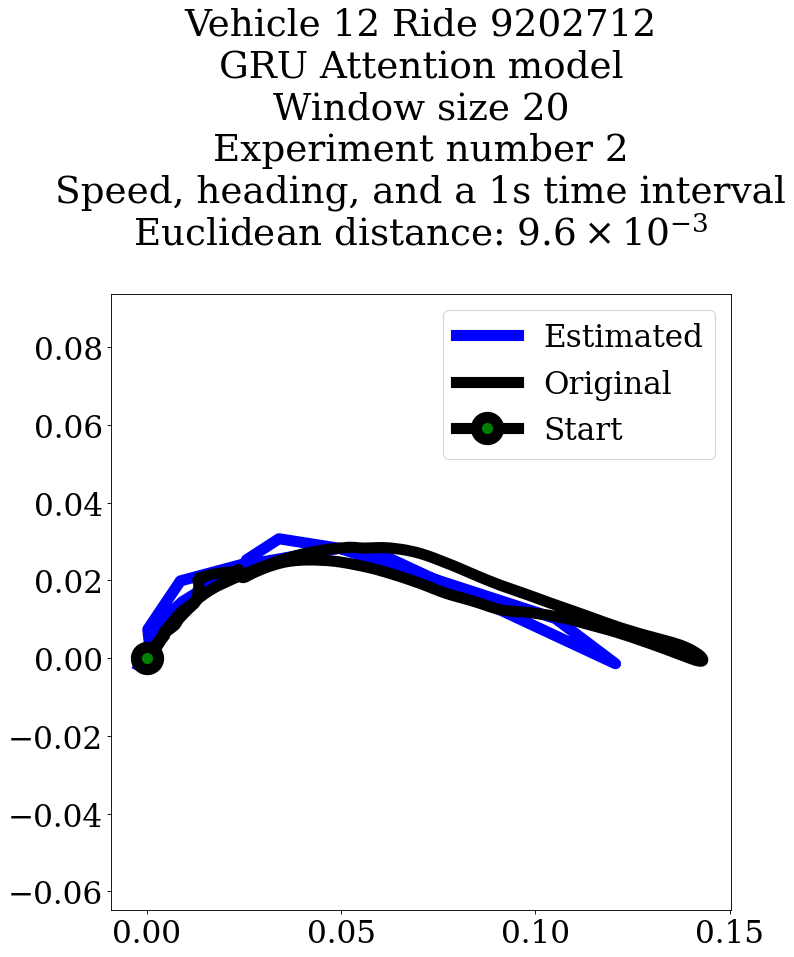 Vehicle 12 Ride 9202712
GRU Attention model
Window size 20
Experiment number 2
Speed, heading, and a 1s time interval
Euclidean distance: 9.6 × 10⁻³
Estimated
Original
Start
0.08
0.06
0.04
0.02
0.00
−0.02
−0.04
−0.06
0.00 0.05 0.10 0.15